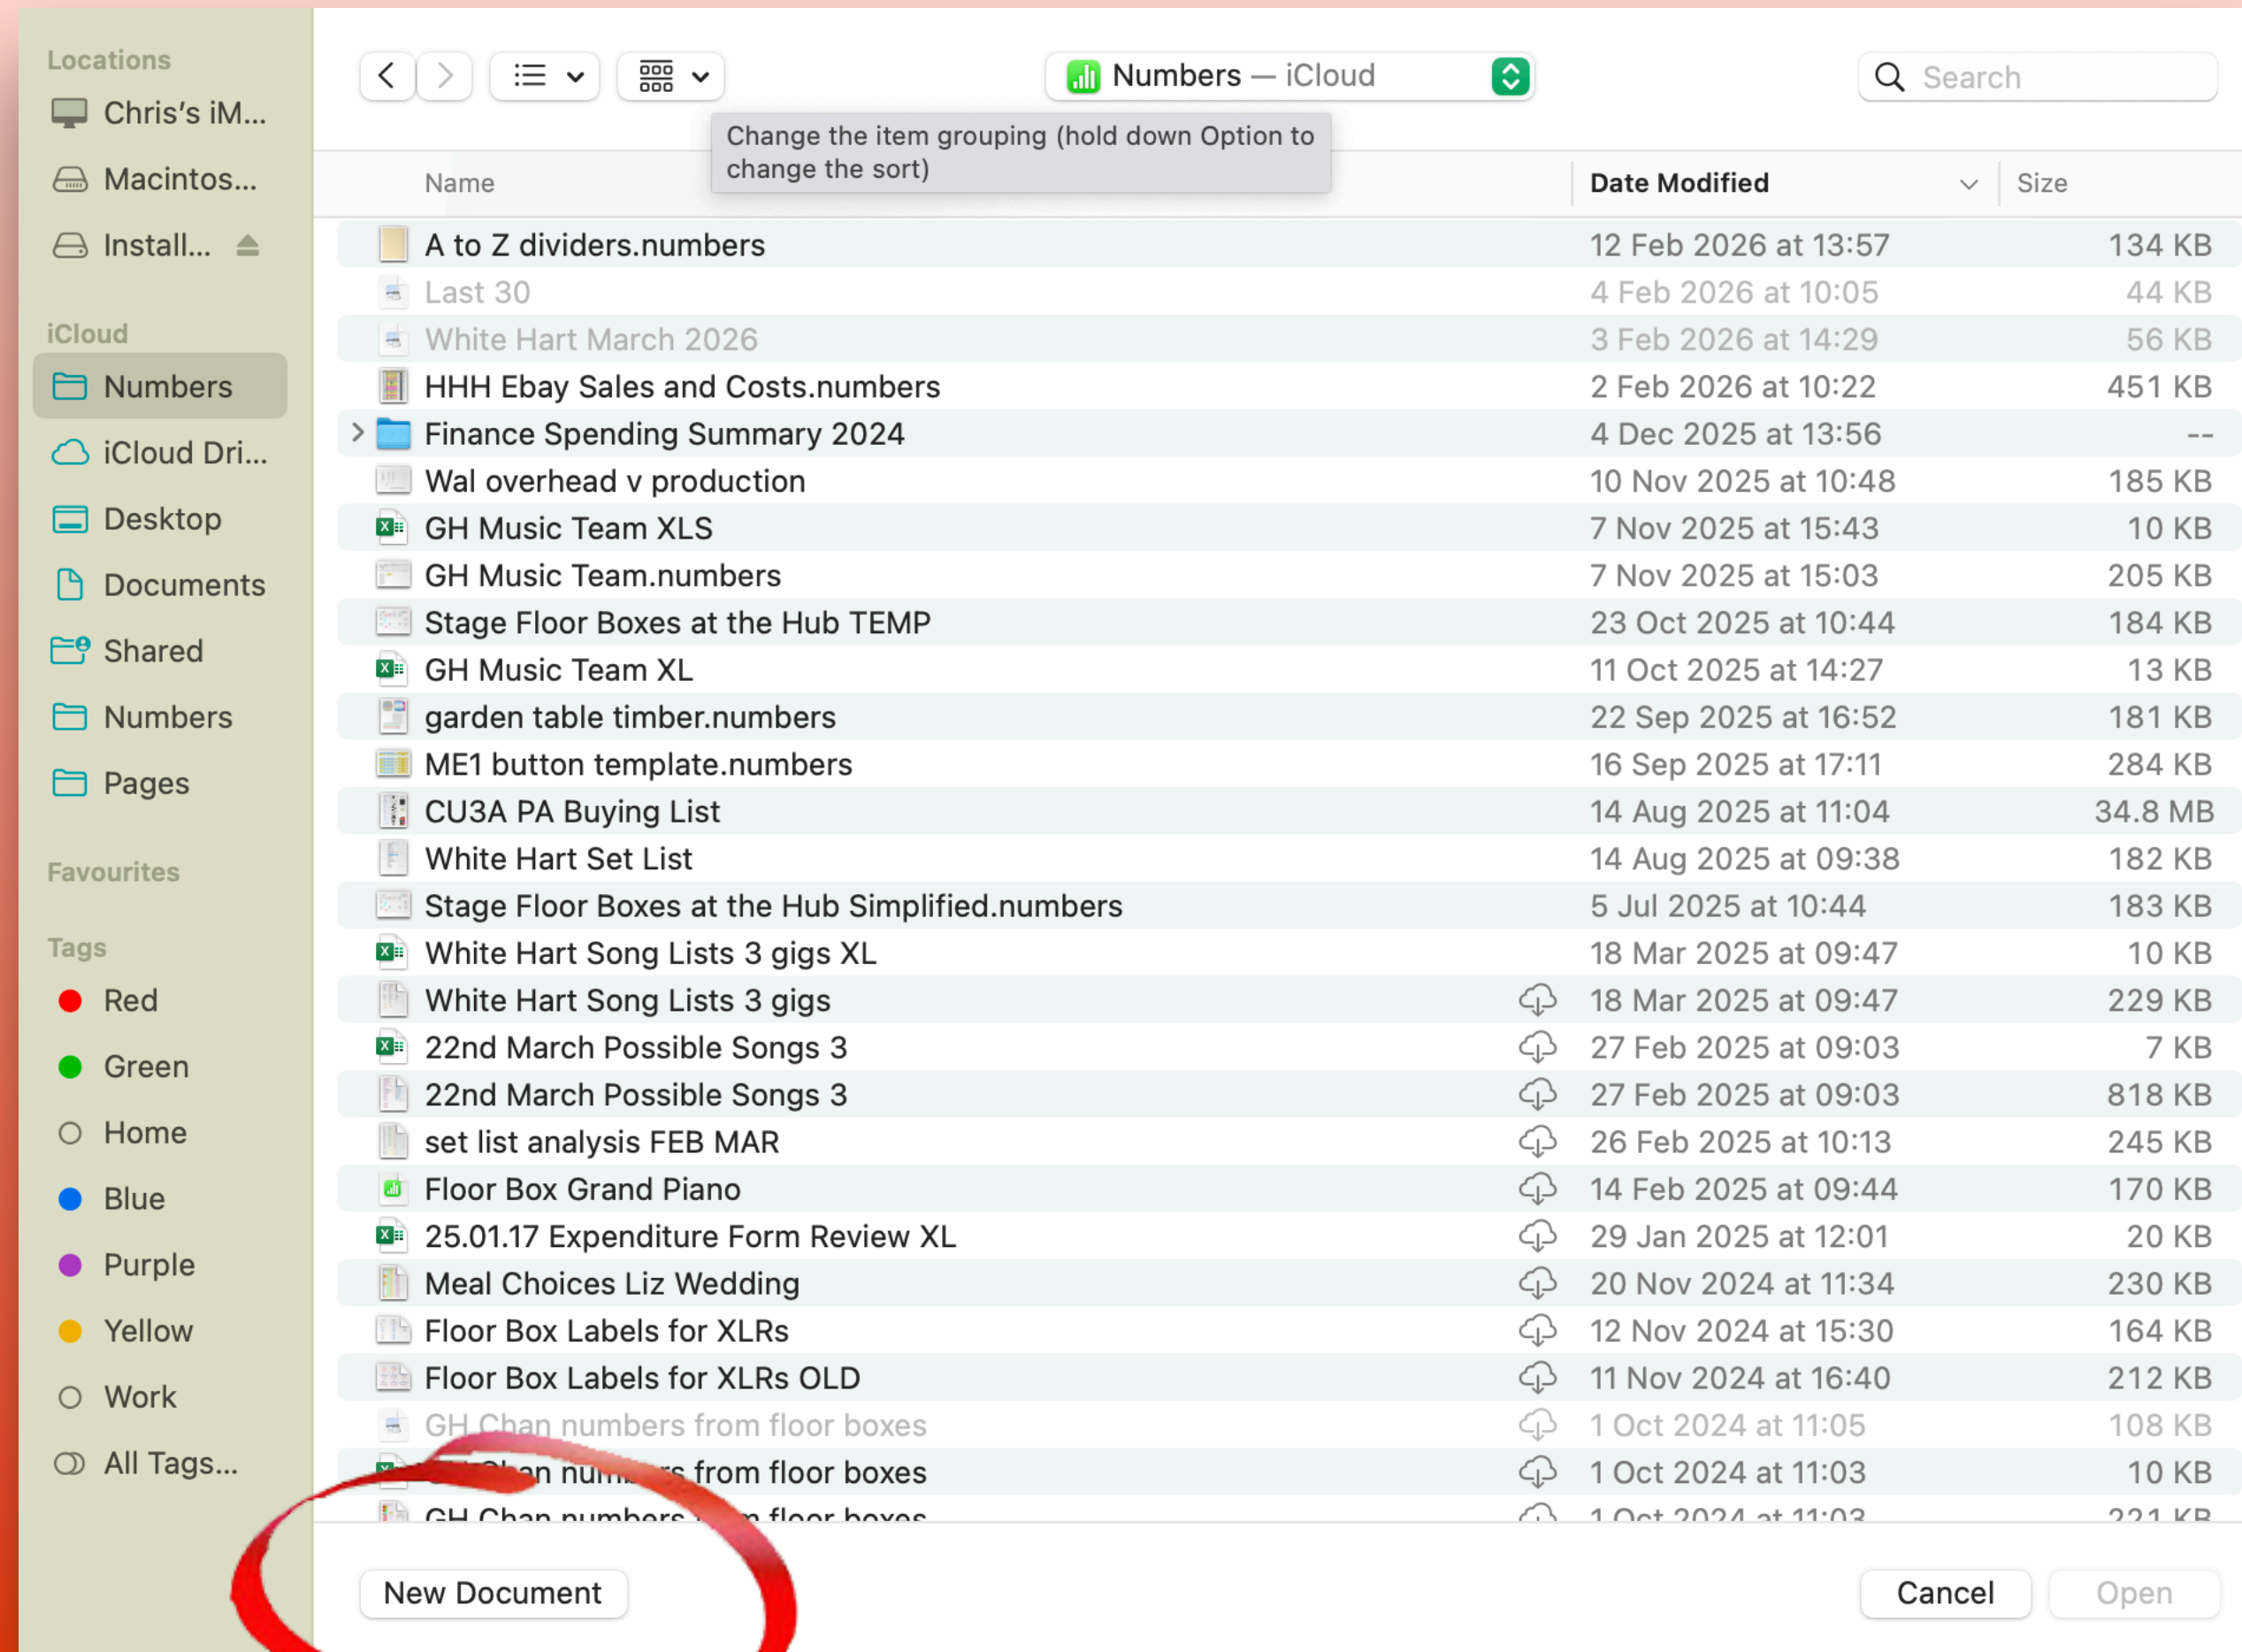 Locations
Chris's iM...
Macintos...
Install...
iCloud
Numbers
iCloud Dri...
Desktop
Documents
Shared
Numbers
Pages
Favourites
Tags
Red
Green
Home
Blue
Purple
Yellow
Work
All Tags...
Numbers — iCloud
Search
Change the item grouping (hold down Option to
change the sort)
Name Date Modified Size
A to Z dividers.numbers 12 Feb 2026 at 13:57 134 KB
Last 30 4 Feb 2026 at 10:05 44 KB
White Hart March 2026 3 Feb 2026 at 14:29 56 KB
HHH Ebay Sales and Costs.numbers 2 Feb 2026 at 10:22 451 KB
Finance Spending Summary 2024 4 Dec 2025 at 13:56 --
Wal overhead v production 10 Nov 2025 at 10:48 185 KB
GH Music Team XLS 7 Nov 2025 at 15:43 10 KB
GH Music Team.numbers 7 Nov 2025 at 15:03 205 KB
Stage Floor Boxes at the Hub TEMP 23 Oct 2025 at 10:44 184 KB
GH Music Team XL 11 Oct 2025 at 14:27 13 KB
garden table timber.numbers 22 Sep 2025 at 16:52 181 KB
ME1 button template.numbers 16 Sep 2025 at 17:11 284 KB
CU3A PA Buying List 14 Aug 2025 at 11:04 34.8 MB
White Hart Set List 14 Aug 2025 at 09:38 182 KB
Stage Floor Boxes at the Hub Simplified.numbers 5 Jul 2025 at 10:44 183 KB
White Hart Song Lists 3 gigs XL 18 Mar 2025 at 09:47 10 KB
White Hart Song Lists 3 gigs 18 Mar 2025 at 09:47 229 KB
22nd March Possible Songs 3 27 Feb 2025 at 09:03 7 KB
22nd March Possible Songs 3 27 Feb 2025 at 09:03 818 KB
set list analysis FEB MAR 26 Feb 2025 at 10:13 245 KB
Floor Box Grand Piano 14 Feb 2025 at 09:44 170 KB
25.01.17 Expenditure Form Review XL 29 Jan 2025 at 12:01 20 KB
Meal Choices Liz Wedding 20 Nov 2024 at 11:34 230 KB
Floor Box Labels for XLRs 12 Nov 2024 at 15:30 164 KB
Floor Box Labels for XLRs OLD 11 Nov 2024 at 16:40 212 KB
GH Chan numbers from floor boxes 1 Oct 2024 at 11:05 108 KB
Chan numbers from floor boxes 1 Oct 2024 at 11:03 10 KB
GH Chan numbers from floor boxes 1 Oct 2024 at 11:03 221 KB
New Document Cancel Open